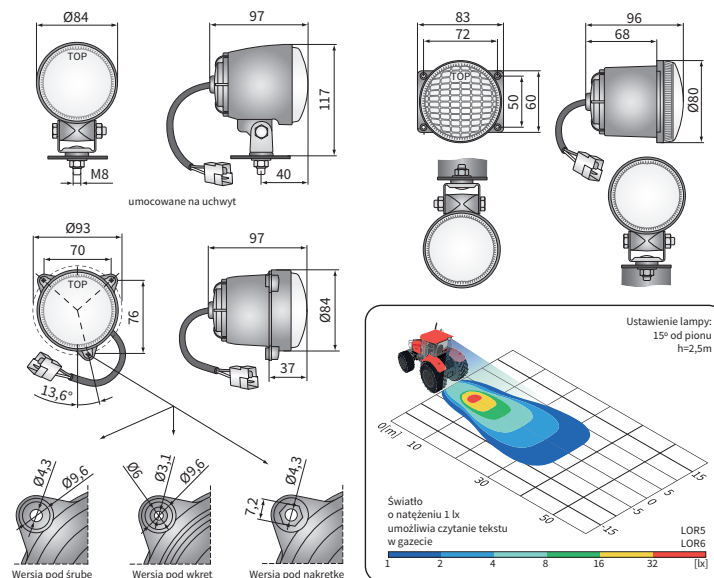 Ø84
97
TOP
117
M8
40
umocowane na uchwyt
83
72
TOP
50
60
96
68
Ø80
Ø93
70
TOP
76
13,6°
97
Ø84
37
Ø4,3
Ø9,6
Wersja pod śrubę
Ø6
Ø3,1
Ø9,6
Wersja pod wkręt
Ø4,3
7,2
Wersja pod nakrętkę
Ustawienie lampy:
15º od pionu
h=2,5m
0[m]
10
30
50
15
5
0
-5
-15
Światło
o natężeniu 1 lx
umożliwia czytanie tekstu
w gazecie
LOR5
LOR6
1 2 4 8 16 32 [lx]